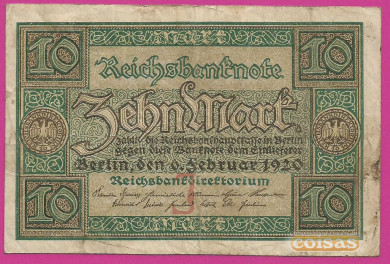 10 10
Reichsbanknote
Zehn Mark
zahlt die Reichsbankhauptkasse in Berlin
gegen diese Banknote dem Einlieferer
Berlin, den 6. Februar 1920
Reichsbankdirektorium
10 10
coisas